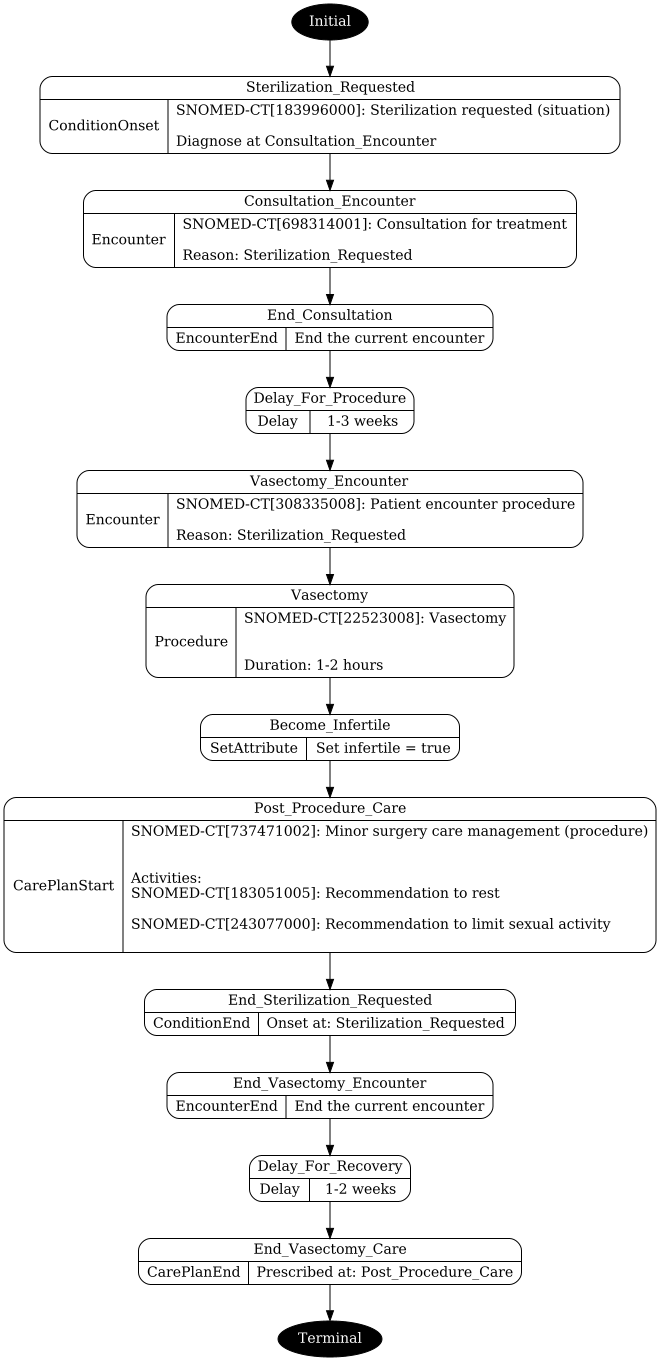 Initial
Sterilization_Requested
ConditionOnset
SNOMED-CT[183996000]: Sterilization requested (situation)
Diagnose at Consultation_Encounter
Consultation_Encounter
Encounter
SNOMED-CT[698314001]: Consultation for treatment
Reason: Sterilization_Requested
End_Consultation
EncounterEnd
End the current encounter
Delay_For_Procedure
Delay
1-3 weeks
Vasectomy_Encounter
Encounter
SNOMED-CT[308335008]: Patient encounter procedure
Reason: Sterilization_Requested
Vasectomy
Procedure
SNOMED-CT[22523008]: Vasectomy
Duration: 1-2 hours
Become_Infertile
SetAttribute
Set infertile = true
Post_Procedure_Care
CarePlanStart
SNOMED-CT[737471002]: Minor surgery care management (procedure)
Activities:
SNOMED-CT[183051005]: Recommendation to rest
SNOMED-CT[243077000]: Recommendation to limit sexual activity
End_Sterilization_Requested
ConditionEnd
Onset at: Sterilization_Requested
End_Vasectomy_Encounter
EncounterEnd
End the current encounter
Delay_For_Recovery
Delay
1-2 weeks
End_Vasectomy_Care
CarePlanEnd
Prescribed at: Post_Procedure_Care
Terminal